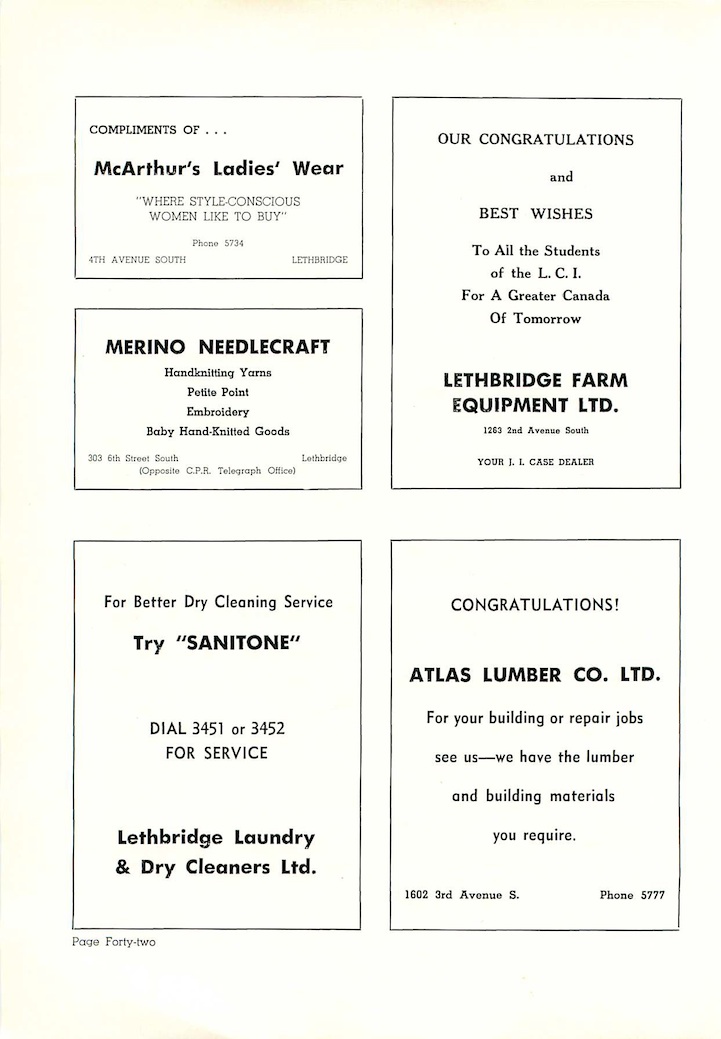 COMPLIMENTS OF . . .
McArthur's Ladies' Wear
"WHERE STYLE-CONSCIOUS
WOMEN LIKE TO BUY"
Phone 5734
4TH AVENUE SOUTH LETHBRIDGE
MERINO NEEDLECRAFT
Handknitting Yarns
Petite Point
Embroidery
Baby Hand-Knitted Goods
303 6th Street South Lethbridge
(Opposite C.P.R. Telegraph Office)
OUR CONGRATULATIONS
and
BEST WISHES
To All the Students
of the L. C. I.
For A Greater Canada
Of Tomorrow
LETHBRIDGE FARM
EQUIPMENT LTD.
1263 2nd Avenue South
YOUR J. I. CASE DEALER
For Better Dry Cleaning Service
Try "SANITONE"
DIAL 3451 or 3452
FOR SERVICE
Lethbridge Laundry
& Dry Cleaners Ltd.
CONGRATULATIONS!
ATLAS LUMBER CO. LTD.
For your building or repair jobs
see us—we have the lumber
and building materials
you require.
1602 3rd Avenue S. Phone 5777
Page Forty-two